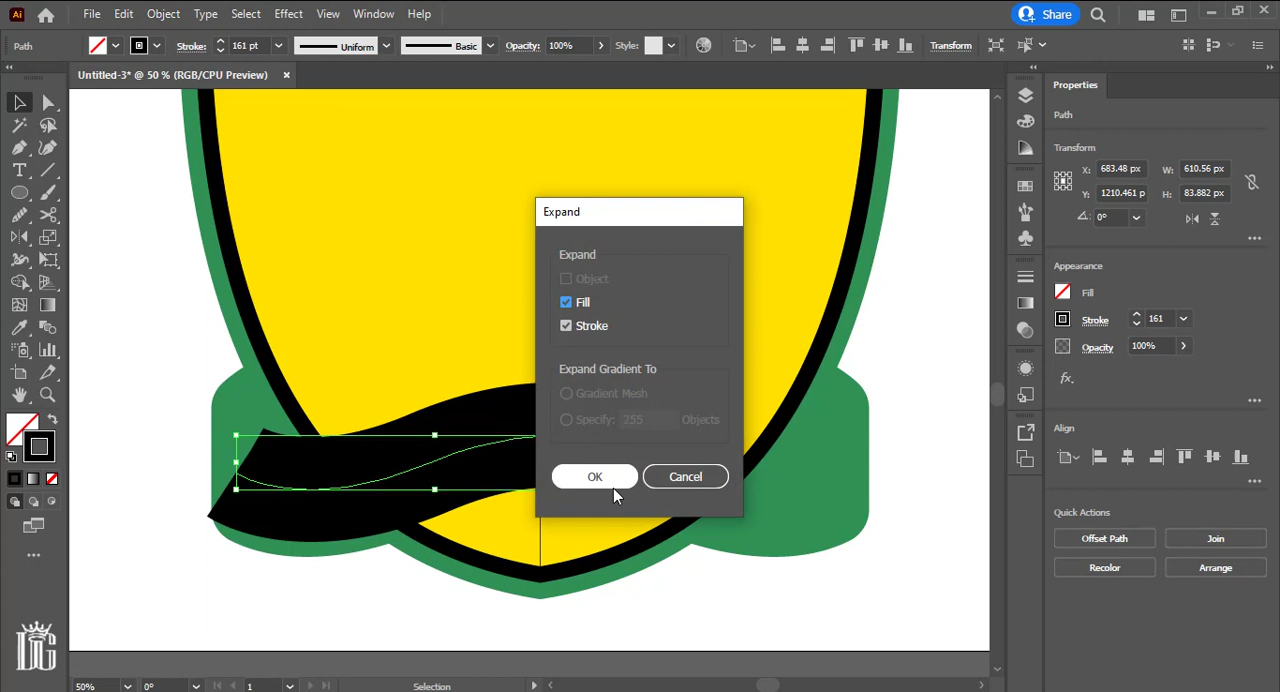 Ai File Edit Object Type Select Effect View Window Help Share
Path Stroke: 161 pt Uniform Basic Opacity: 100% Style: Transform
Untitled-3* @ 50 % (RGB/CPU Preview) ×
Properties
Path
Transform
X: 683.48 px W: 610.56 px
Y: 1210.461 p H: 83.882 px
0°
Appearance
Fill
Stroke 161
Opacity 100%
fx.
Align
Quick Actions
Offset Path Join
Recolor Arrange
Expand
Expand
Object
Fill
Stroke
Expand Gradient To
Gradient Mesh
Specify: 255 Objects
OK Cancel
DG
50% 0° 1 Selection